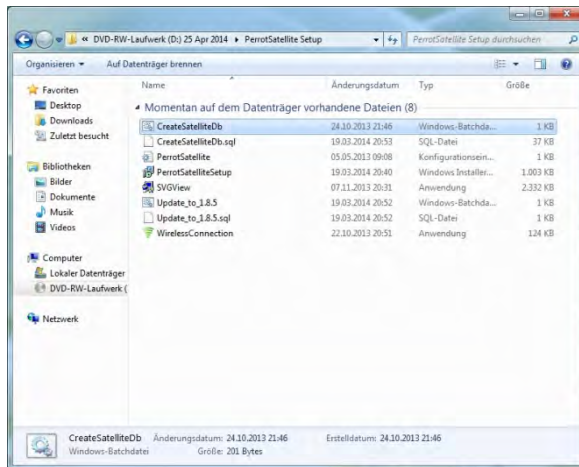 « DVD-RW-Laufwerk (D:) 25 Apr 2014 ▸ PerrotSatellite Setup
PerrotSatellite Setup durchsuchen
Organisieren
Auf Datenträger brennen
Favoriten
Desktop
Downloads
Zuletzt besucht
Bibliotheken
Bilder
Dokumente
Musik
Videos
Computer
Lokaler Datenträger
DVD-RW-Laufwerk (
Netzwerk
Name Änderungsdatum Typ Größe
Momentan auf dem Datenträger vorhandene Dateien (8)
CreateSatelliteDb 24.10.2013 21:46 Windows-Batchda... 1 KB
CreateSatelliteDb.sql 19.03.2014 20:53 SQL-Datei 37 KB
PerrotSatellite 05.05.2013 09:08 Konfigurationsein... 1 KB
PerrotSatelliteSetup 19.03.2014 20:40 Windows Installer... 1.003 KB
SVGView 07.11.2013 20:31 Anwendung 2.332 KB
Update_to_1.8.5 19.03.2014 20:52 Windows-Batchda... 1 KB
Update_to_1.8.5.sql 19.03.2014 20:52 SQL-Datei 1 KB
WirelessConnection 22.10.2013 20:51 Anwendung 124 KB
CreateSatelliteDb Änderungsdatum: 24.10.2013 21:46 Erstelldatum: 24.10.2013 21:46
Windows-Batchdatei Größe: 201 Bytes